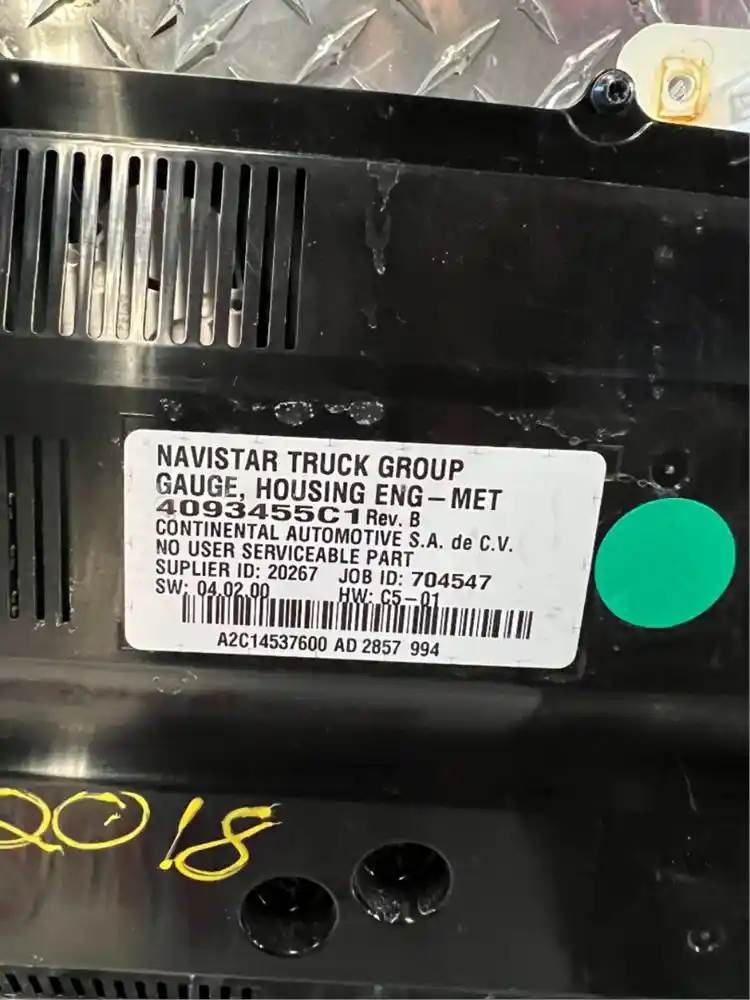 NAVISTAR TRUCK GROUP
GAUGE, HOUSING ENG-MET
4093455C1 Rev. B
CONTINENTAL AUTOMOTIVE S.A. de C.V.
NO USER SERVICEABLE PART
SUPLIER ID: 20267 JOB ID: 704547
SW: 04.02.00 HW: C5-01
A2C14537600 AD 2857 994
2018